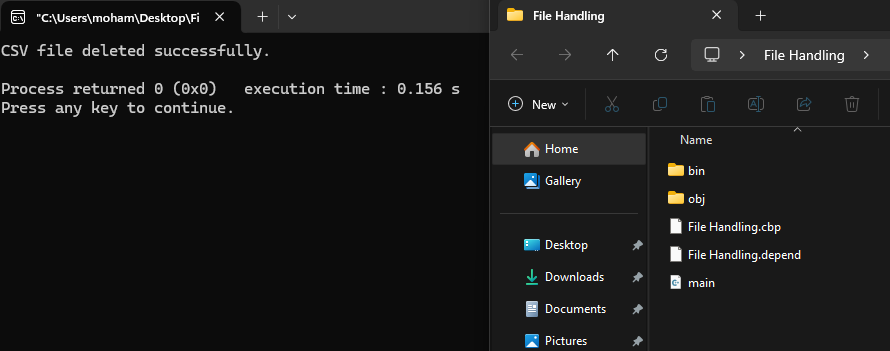 "C:\Users\moham\Desktop\Fi
CSV file deleted successfully.
Process returned 0 (0x0)   execution time : 0.156 s
Press any key to continue.
File Handling
File Handling
New
Home
Gallery
Desktop
Downloads
Documents
Pictures
Name
bin
obj
File Handling.cbp
File Handling.depend
main